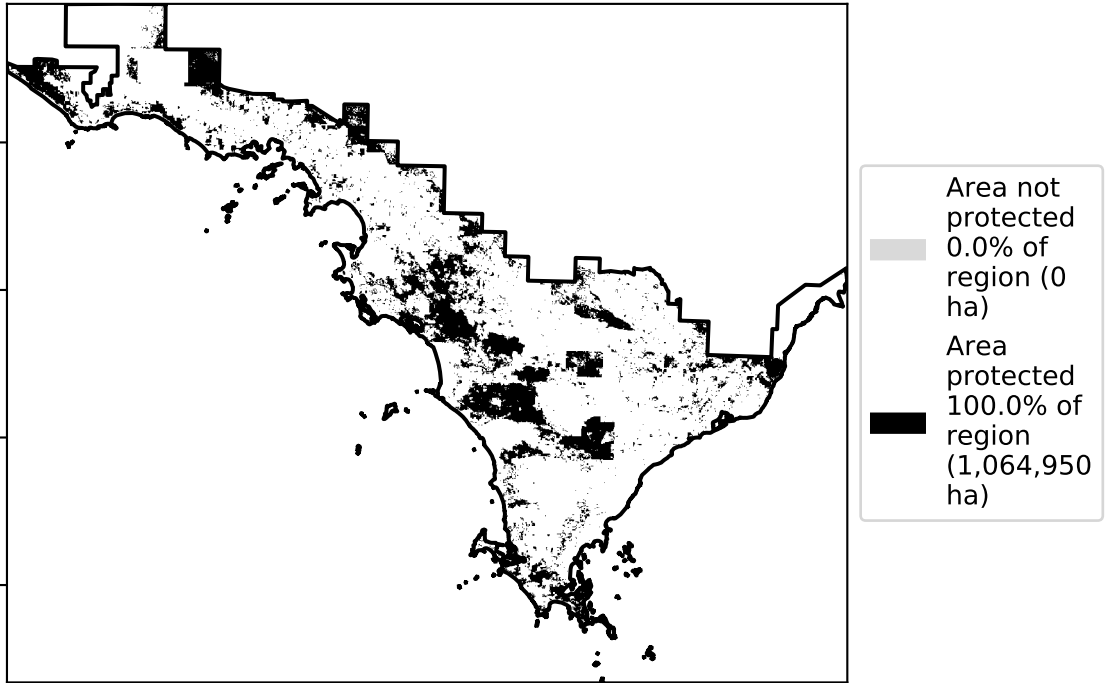 Area not
protected
0.0% of
region (0
ha)
Area
protected
100.0% of
region
(1,064,950
ha)